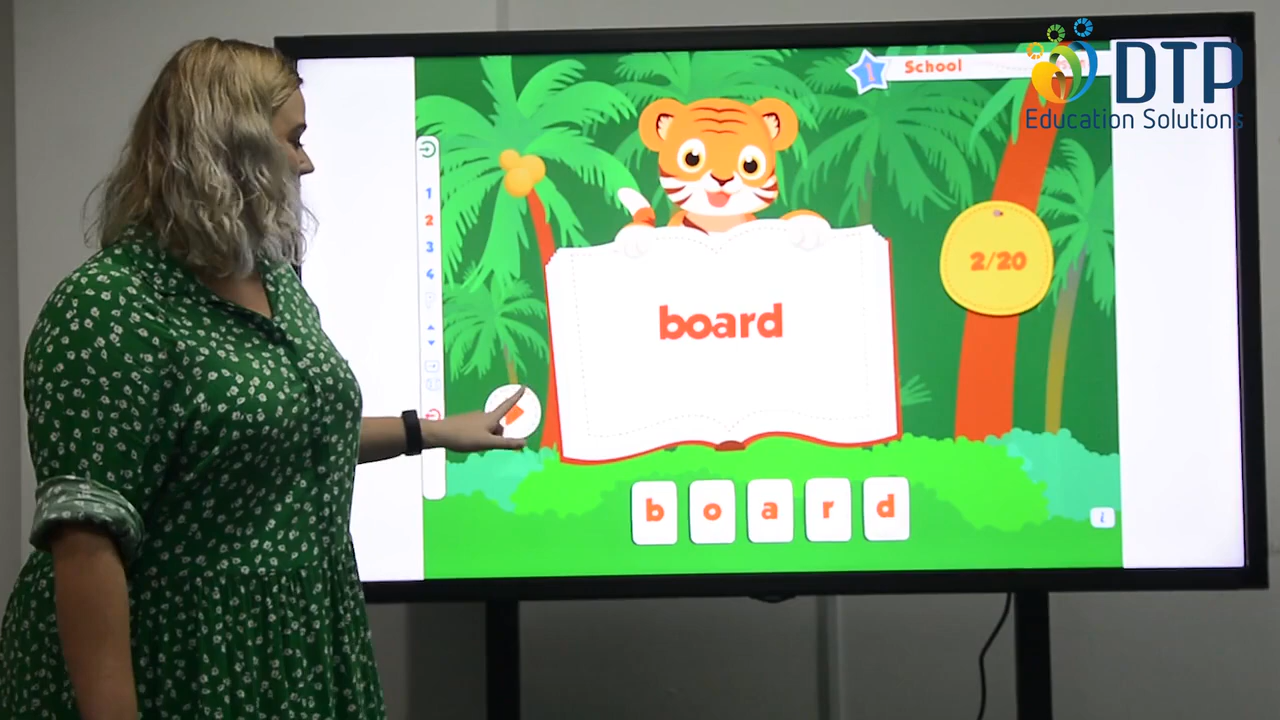 1 School
DTP
Education Solutions
1
2
3
4
2/20
board
b o a r d
i